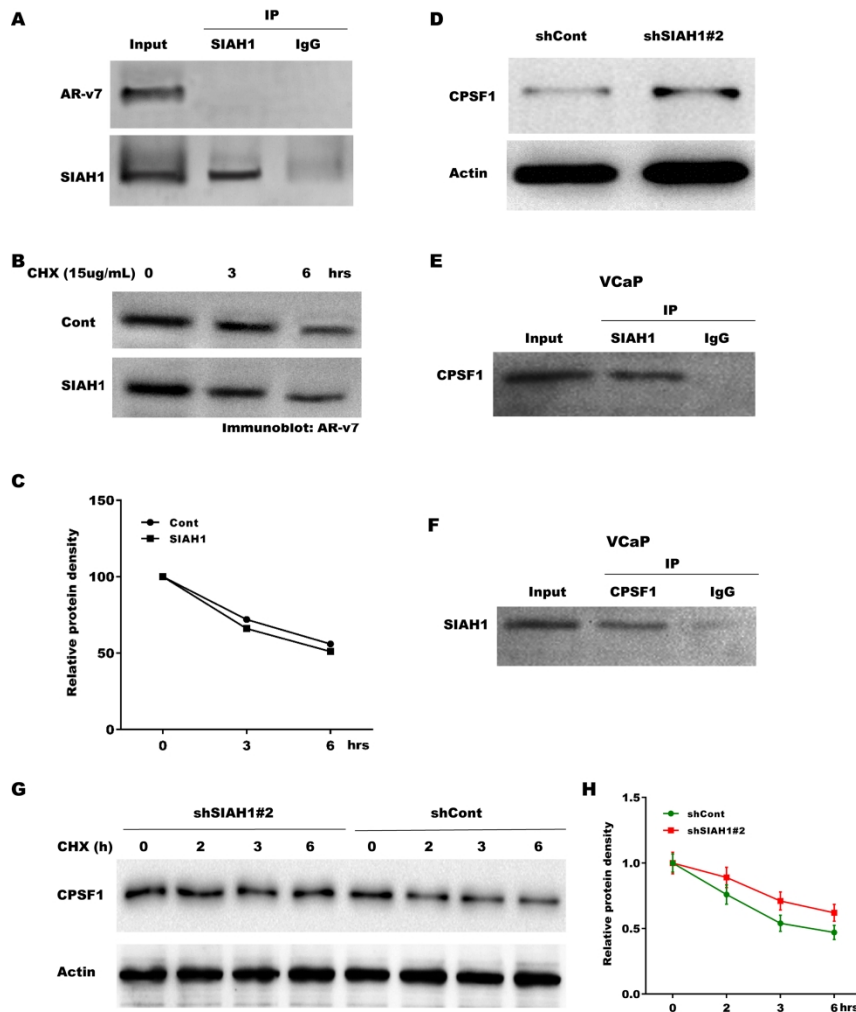 A
IP
Input SIAH1 IgG
AR-v7
SIAH1
B
CHX (15ug/mL) 0 3 6 hrs
Cont
SIAH1
Immunoblot: AR-v7
C
Relative protein density
150
100
50
0
Cont
SIAH1
0 3 6 hrs
D
shCont shSIAH1#2
CPSF1
Actin
E
VCaP
IP
Input SIAH1 IgG
CPSF1
F
VCaP
IP
Input CPSF1 IgG
SIAH1
G
shSIAH1#2 shCont
CHX (h) 0 2 3 6 0 2 3 6
CPSF1
Actin
H
Relative protein density
1.5
1.0
0.5
0.0
shCont
shSIAH1#2
0 2 3 6 hrs